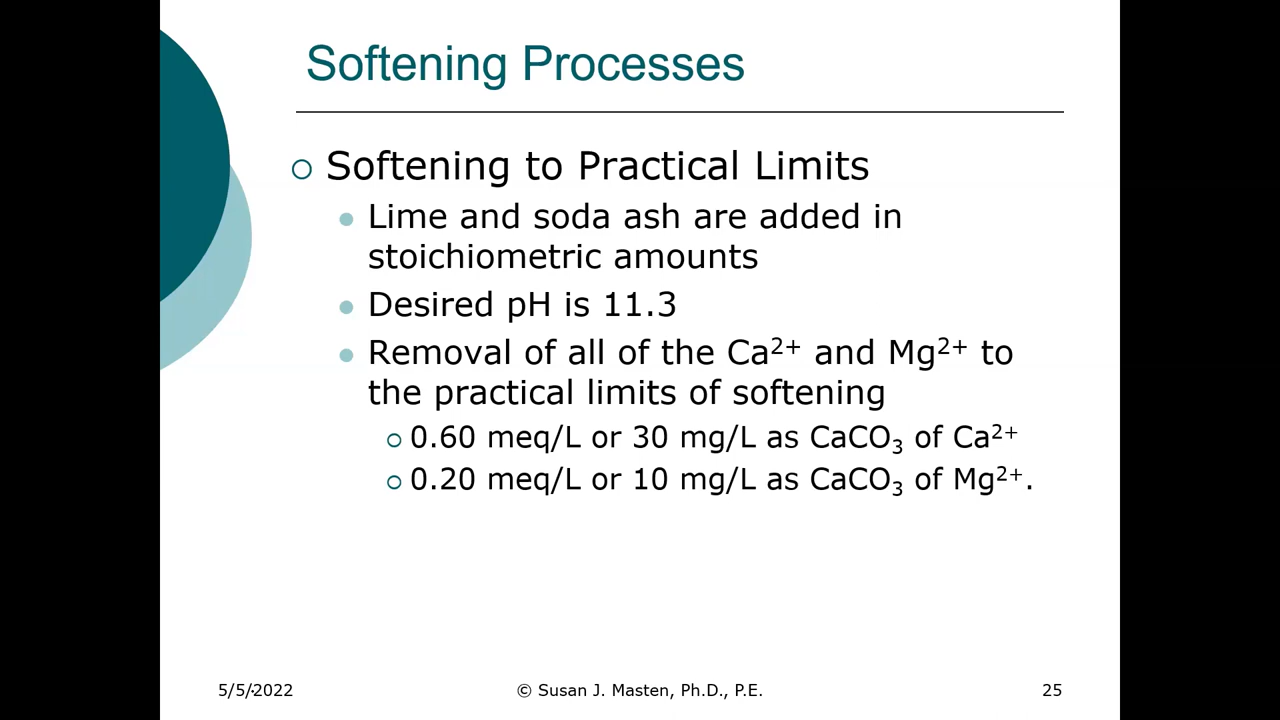 Softening Processes
Softening to Practical Limits
Lime and soda ash are added in
stoichiometric amounts
Desired pH is 11.3
Removal of all of the Ca²⁺ and Mg²⁺ to
the practical limits of softening
0.60 meq/L or 30 mg/L as CaCO₃ of Ca²⁺
0.20 meq/L or 10 mg/L as CaCO₃ of Mg²⁺.
5/5/2022
© Susan J. Masten, Ph.D., P.E.
25